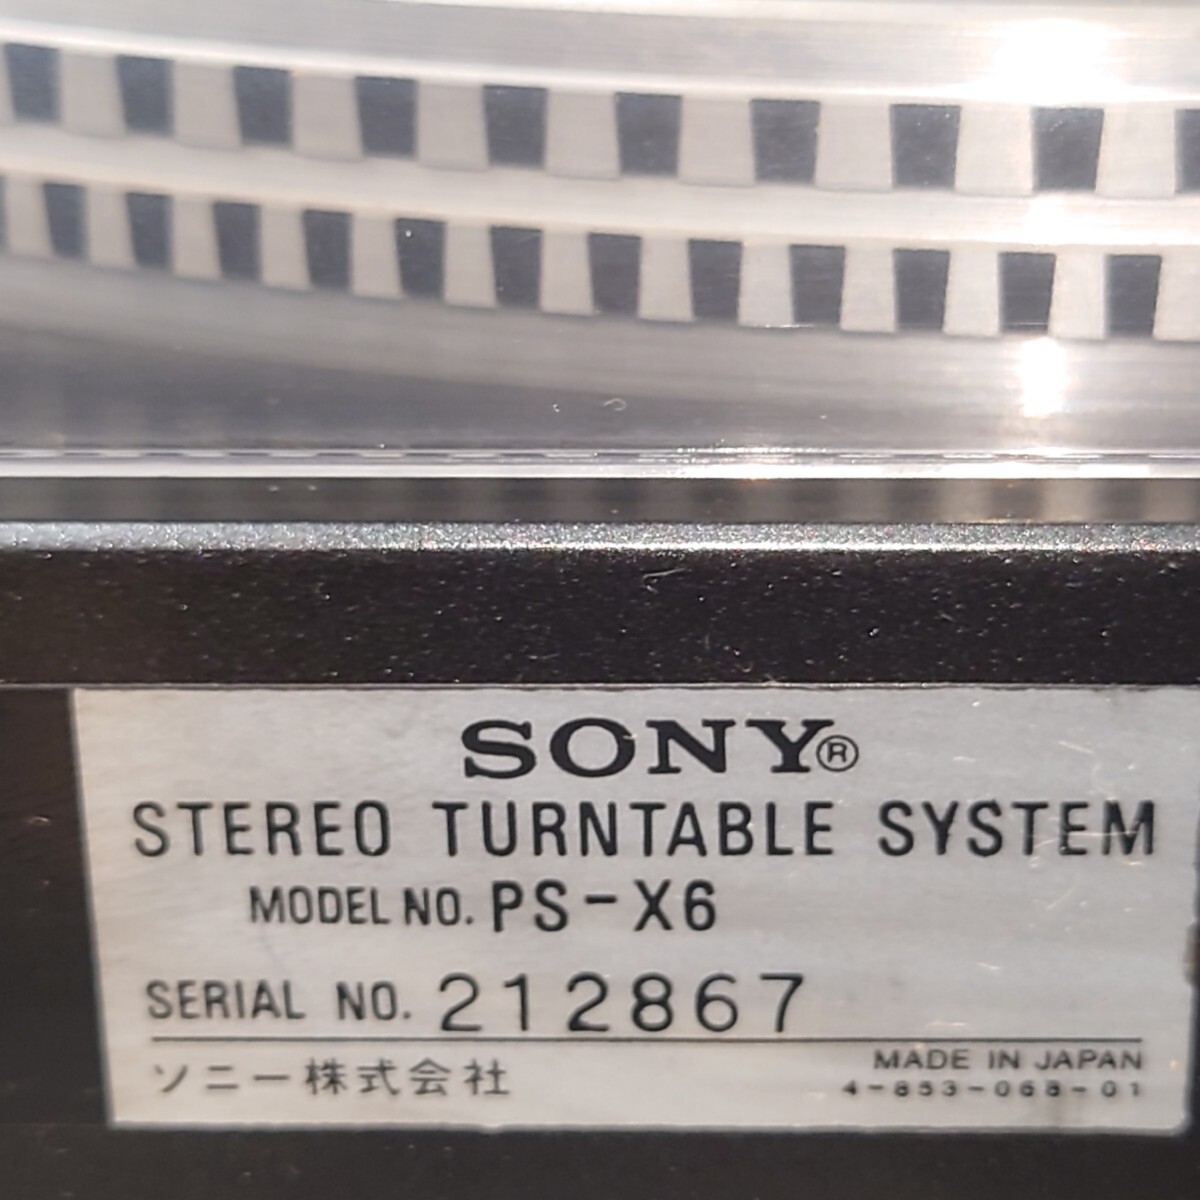 SONY®
STEREO TURNTABLE SYSTEM
MODEL NO. PS-X6
SERIAL NO. 212867
ソニー株式会社
MADE IN JAPAN
4-853-068-01